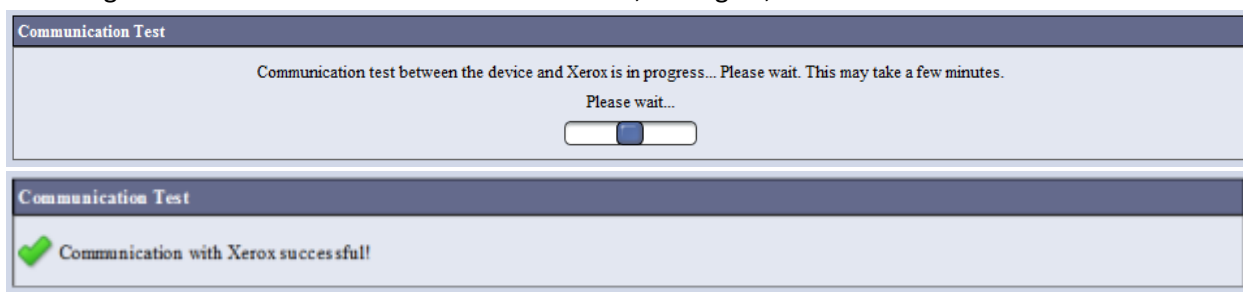 Communication Test
Communication test between the device and Xerox is in progress... Please wait. This may take a few minutes.
Please wait...
Communication Test
Communication with Xerox successful!